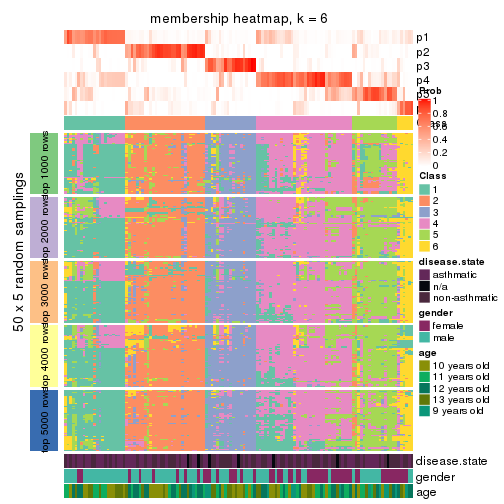 membership heatmap, k = 6
p1
p2
p3
p4
Prob
1
0.8
0.6
0.4
0.2
0
Class
1
2
3
4
5
6
disease.state
asthmatic
n/a
non-asthmatic
gender
female
male
age
10 years old
11 years old
12 years old
13 years old
9 years old
50 x 5 random samplings
top 1000 rows
top 2000 rows
top 3000 rows
top 4000 rows
top 5000 rows
disease.state
gender
age